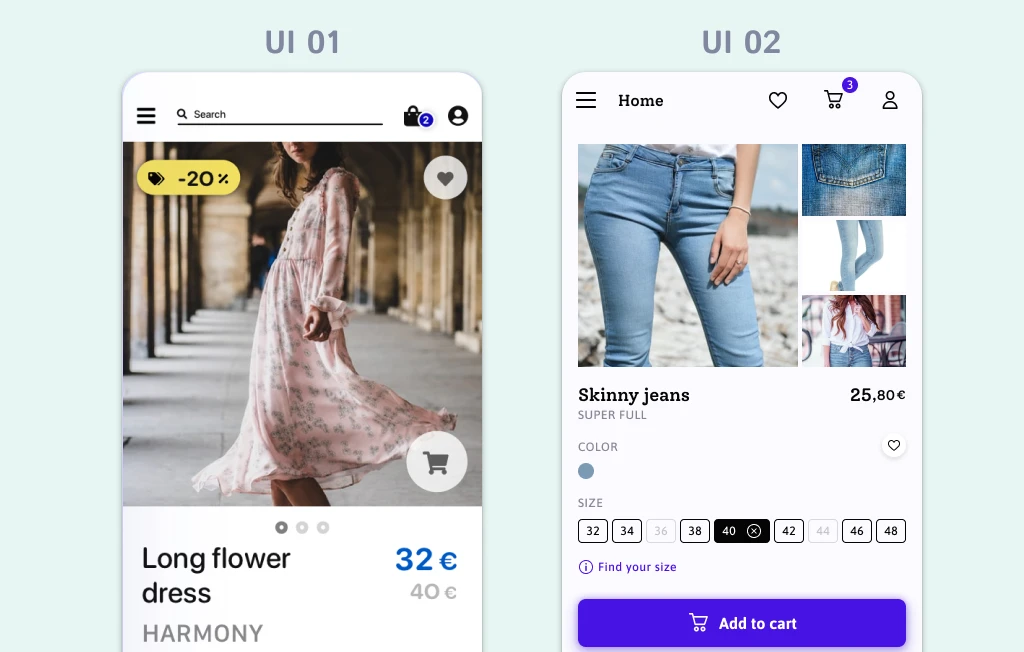 UI 01
UI 02
Search
2
-20 %
Long flower
dress
32 €
40 €
HARMONY
Home
3
Skinny jeans
25,80 €
SUPER FULL
COLOR
SIZE
32 34 36 38 40 42 44 46 48
Find your size
Add to cart